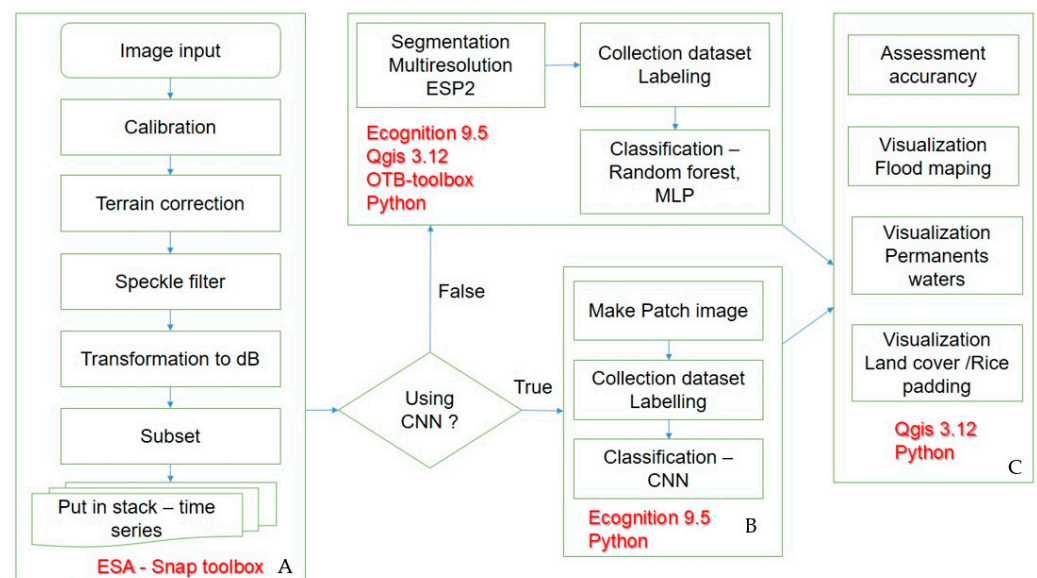 Image input
Calibration
Terrain correction
Speckle filter
Transformation to dB
Subset
Put in stack – time
series
ESA - Snap toolbox
A
Segmentation
Multiresolution
ESP2
Collection dataset
Labeling
Classification –
Random forest,
MLP
Ecognition 9.5
Qgis 3.12
OTB-toolbox
Python
False
Using
CNN ?
True
Make Patch image
Collection dataset
Labelling
Classification –
CNN
Ecognition 9.5
Python
B
Assessment
accurancy
Visualization
Flood maping
Visualization
Permanents
waters
Visualization
Land cover /Rice
padding
Qgis 3.12
Python
C